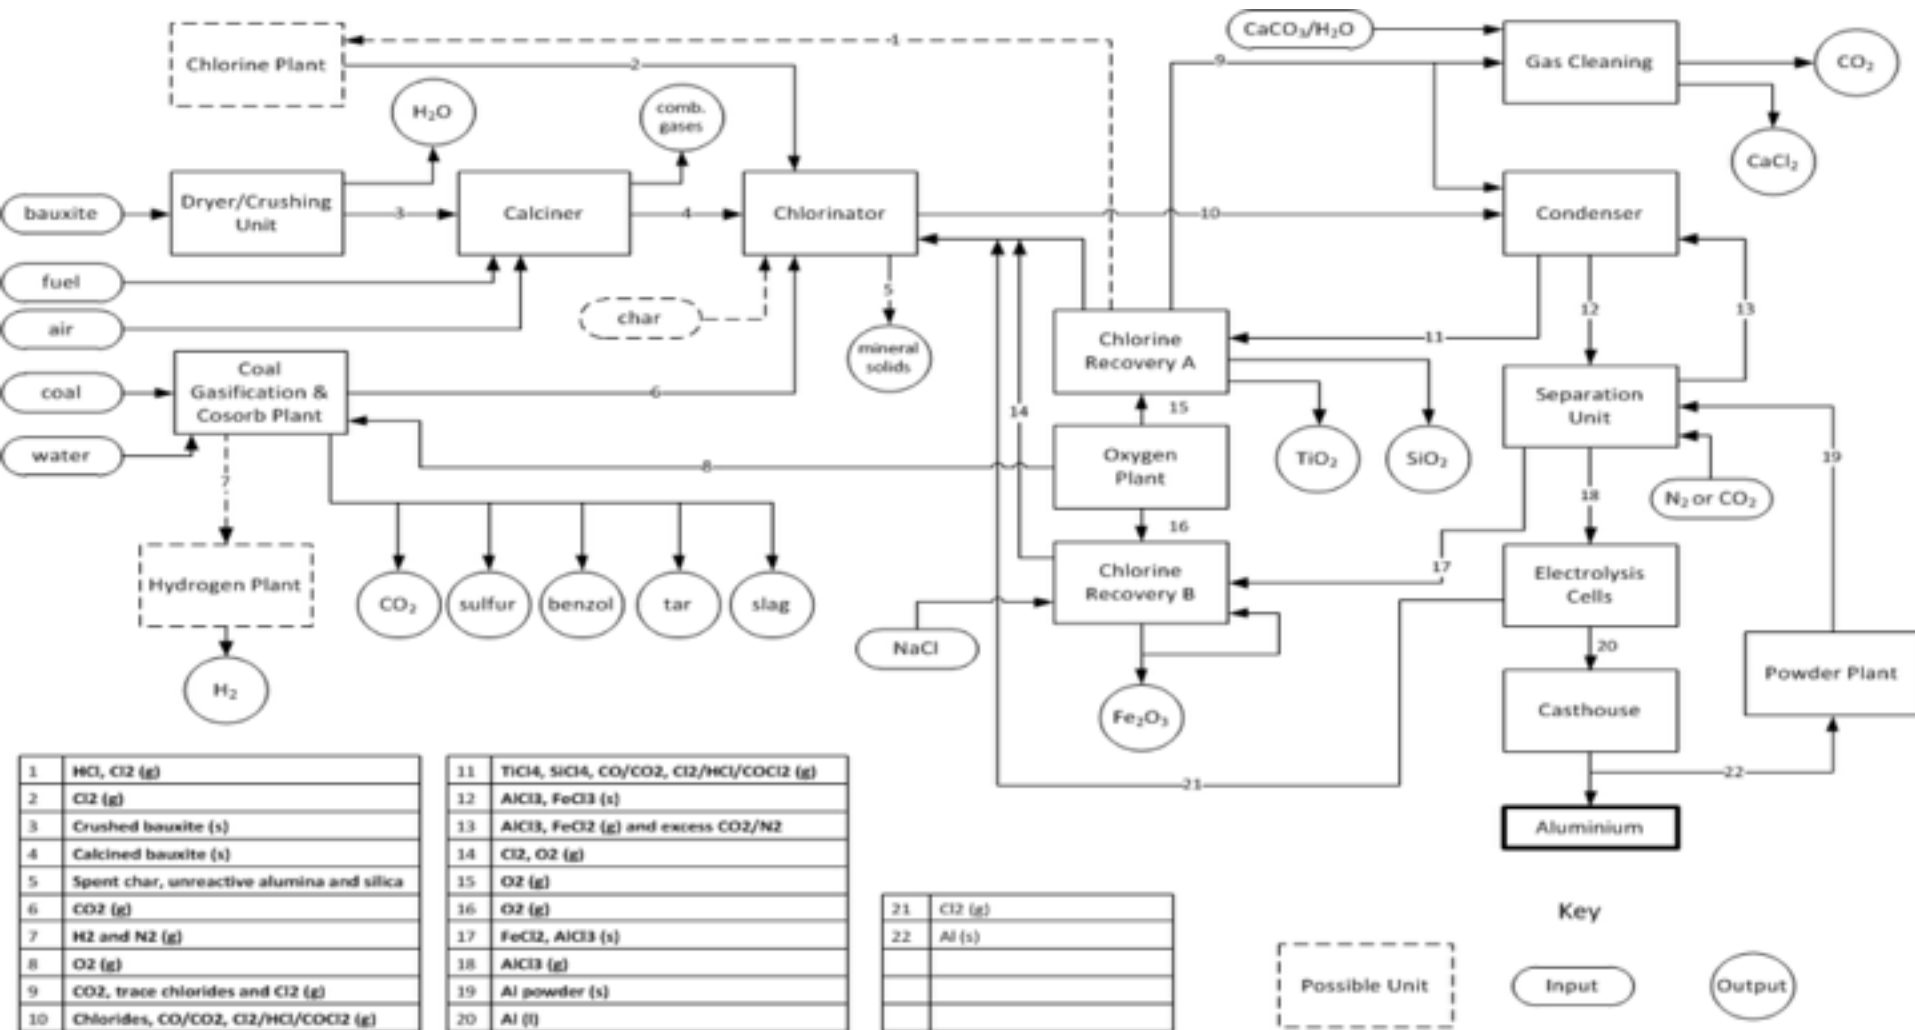 CaCO₃/H₂O
Gas Cleaning
CO₂
CaCl₂
1
2
9
Chlorine Plant
H₂O
comb.
gases
bauxite
Dryer/Crushing
Unit
3
Calciner
4
Chlorinator
10
Condenser
fuel
air
char
5
mineral
solids
Chlorine
Recovery A
11
12
13
coal
Coal
Gasification &
Cosorb Plant
6
14
15
TiO₂
SiO₂
Separation
Unit
water
7
8
Oxygen
Plant
16
18
N₂ or CO₂
19
Hydrogen Plant
H₂
CO₂
sulfur
benzol
tar
slag
NaCl
Chlorine
Recovery B
17
Fe₂O₃
Electrolysis
Cells
20
Casthouse
Powder Plant
21
22
Aluminium
1 HCl, Cl2 (g)
2 Cl2 (g)
3 Crushed bauxite (s)
4 Calcined bauxite (s)
5 Spent char, unreactive alumina and silica
6 CO2 (g)
7 H2 and N2 (g)
8 O2 (g)
9 CO2, trace chlorides and Cl2 (g)
10 Chlorides, CO/CO2, Cl2/HCl/COCl2 (g)
11 TiCl4, SiCl4, CO/CO2, Cl2/HCl/COCl2 (g)
12 AlCl3, FeCl3 (s)
13 AlCl3, FeCl2 (g) and excess CO2/N2
14 Cl2, O2 (g)
15 O2 (g)
16 O2 (g)
17 FeCl2, AlCl3 (s)
18 AlCl3 (g)
19 Al powder (s)
20 Al (l)
21 Cl2 (g)
22 Al (s)
Key
Possible Unit
Input
Output